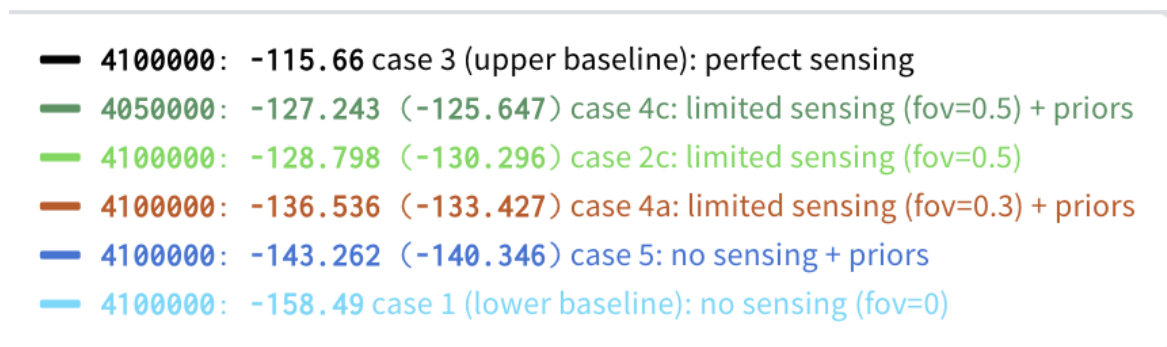 4100000: -115.66 case 3 (upper baseline): perfect sensing
4050000: -127.243 (-125.647) case 4c: limited sensing (fov=0.5) + priors
4100000: -128.798 (-130.296) case 2c: limited sensing (fov=0.5)
4100000: -136.536 (-133.427) case 4a: limited sensing (fov=0.3) + priors
4100000: -143.262 (-140.346) case 5: no sensing + priors
4100000: -158.49 case 1 (lower baseline): no sensing (fov=0)